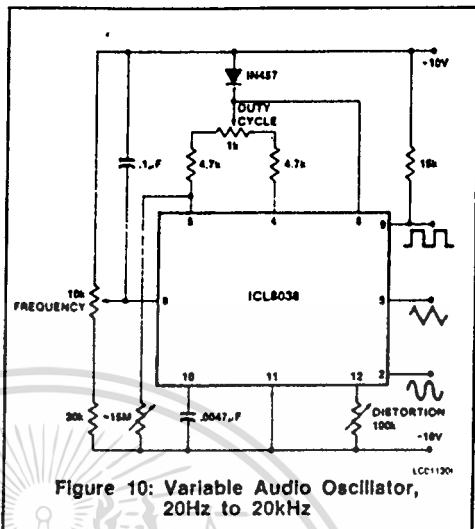 -10V
IN457
DUTY
CYCLE
1k
4.7k
4.7k
15k
.1µF
5
4
6
9
10k
FREQUENCY
8
ICL8038
3
2
10
11
12
20k
~15M
.0047µF
DISTORTION
100k
-10V
LCC11301
Figure 10: Variable Audio Oscillator,
20Hz to 20kHz